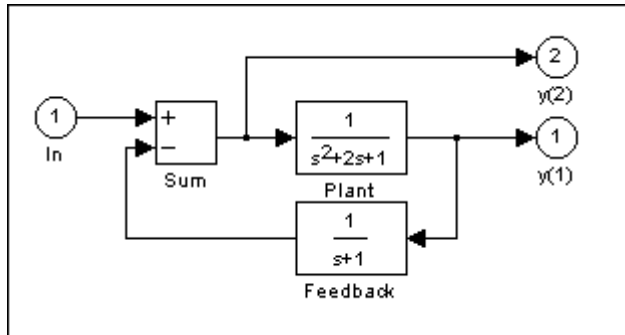 2
y(2)
1
In
+
−
Sum
1
s²+2s+1
Plant
1
y(1)
1
s+1
Feedback